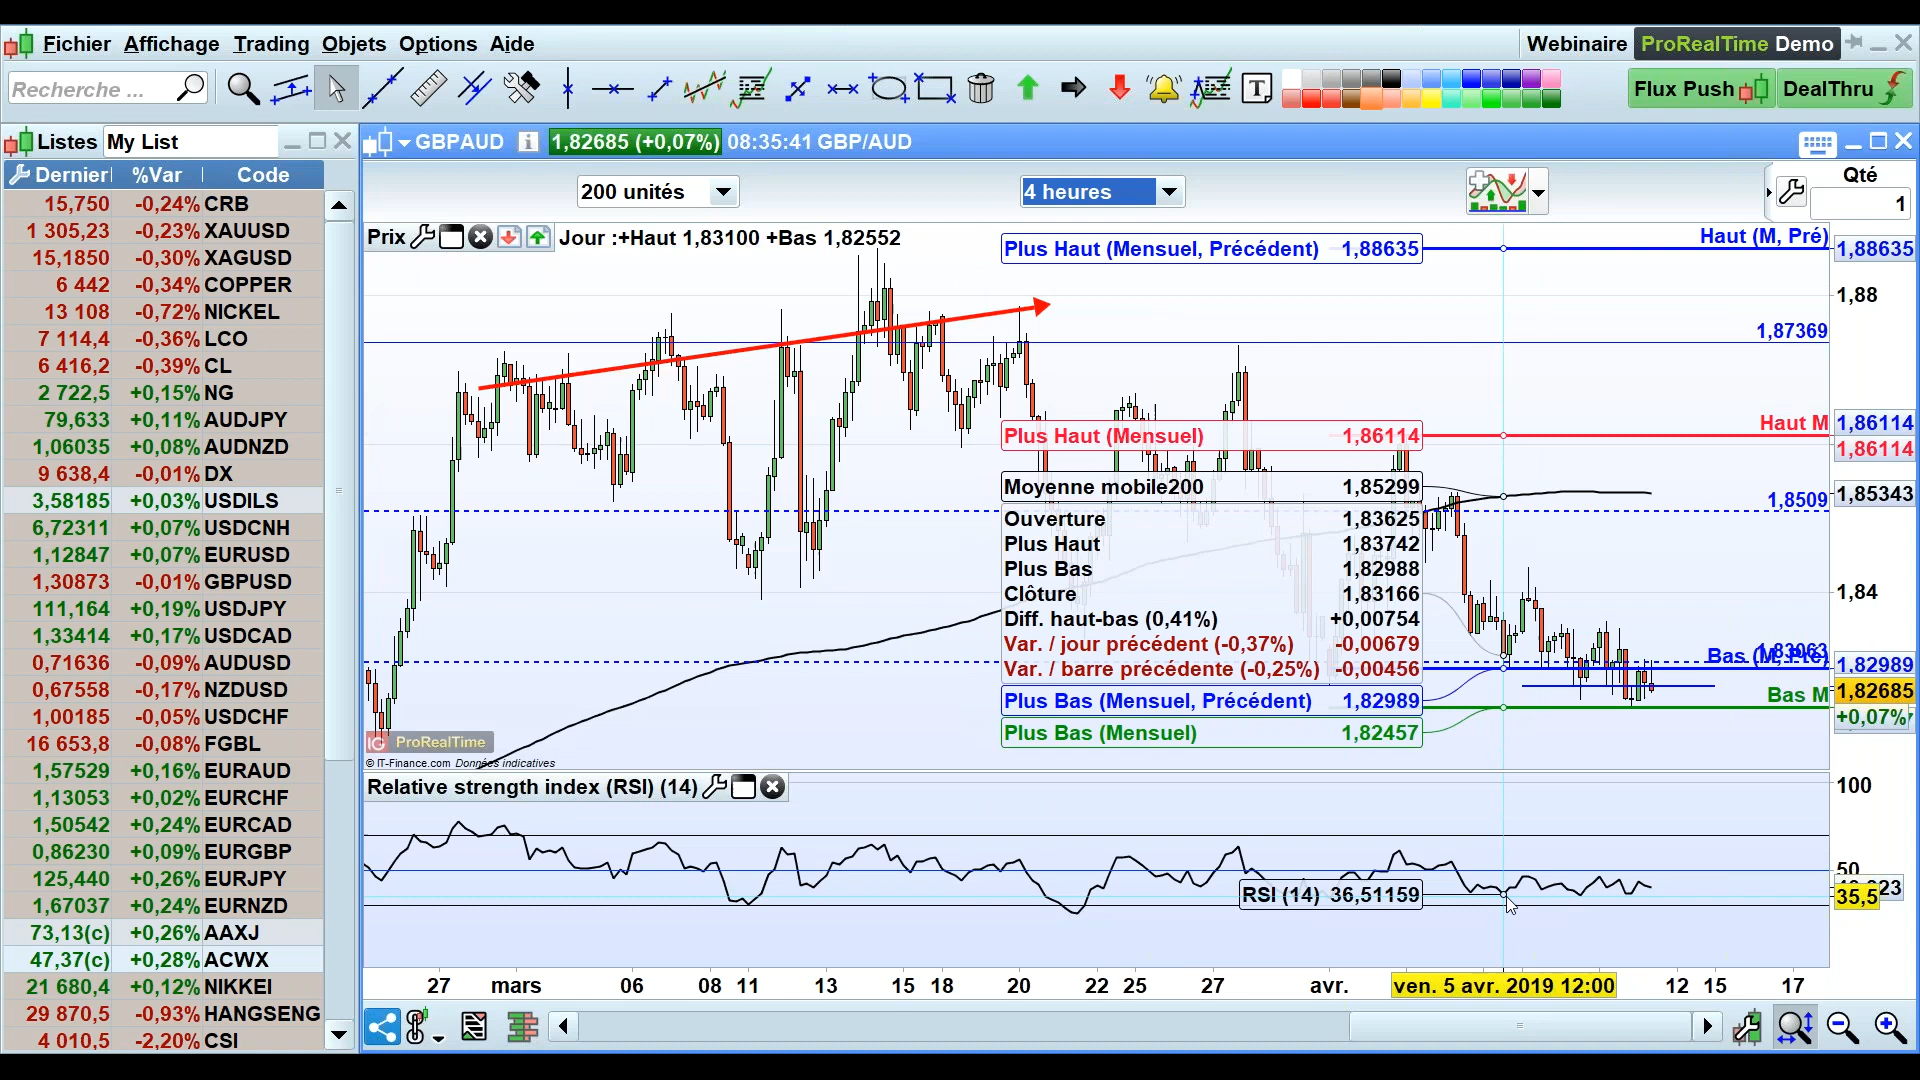 Fichier Affichage Trading Objets Options Aide
Webinaire ProRealTime Demo
Recherche ...
T
Flux Push DealThru
Listes My List
GBPAUD i 1,82685 (+0,07%) 08:35:41 GBP/AUD
Dernier %Var Code
15,750 -0,24% CRB
1 305,23 -0,23% XAUUSD
15,1850 -0,30% XAGUSD
6 442 -0,34% COPPER
13 108 -0,72% NICKEL
7 114,4 -0,36% LCO
6 416,2 -0,39% CL
2 722,5 +0,15% NG
79,633 +0,11% AUDJPY
1,06035 +0,08% AUDNZD
9 638,4 -0,01% DX
3,58185 +0,03% USDILS
6,72311 +0,07% USDCNH
1,12847 +0,07% EURUSD
1,30873 -0,01% GBPUSD
111,164 +0,19% USDJPY
1,33414 +0,17% USDCAD
0,71636 -0,09% AUDUSD
0,67558 -0,17% NZDUSD
1,00185 -0,05% USDCHF
16 653,8 -0,08% FGBL
1,57529 +0,16% EURAUD
1,13053 +0,02% EURCHF
1,50542 +0,24% EURCAD
0,86230 +0,09% EURGBP
125,440 +0,26% EURJPY
1,67037 +0,24% EURNZD
73,13(c) +0,26% AAXJ
47,37(c) +0,28% ACWX
21 680,4 +0,12% NIKKEI
29 870,5 -0,93% HANGSENG
4 010,5 -2,20% CSI
200 unités
4 heures
Qté
1
Prix
Jour :+Haut 1,83100 +Bas 1,82552
Plus Haut (Mensuel, Précédent) 1,88635
Haut (M, Pré)
1,88635
1,88
1,87369
Plus Haut (Mensuel) 1,86114
Haut M
1,86114
1,86114
Moyenne mobile200 1,85299
1,8509
1,85343
Ouverture 1,83625
Plus Haut 1,83742
Plus Bas 1,82988
Clôture 1,83166
Diff. haut-bas (0,41%) +0,00754
Var. / jour précédent (-0,37%) -0,00679
Var. / barre précédente (-0,25%) -0,00456
1,84
1,83063
Bas (M, Pré)
1,82989
Plus Bas (Mensuel, Précédent) 1,82989
1,82685
Bas M
+0,07%
Plus Bas (Mensuel) 1,82457
IG ProRealTime
© IT-Finance.com Données indicatives
Relative strength index (RSI) (14)
100
50
RSI (14) 36,51159
35,5
27 mars 06 08 11 13 15 18 20 22 25 27 avr. ven. 5 avr. 2019 12:00 12 15 17